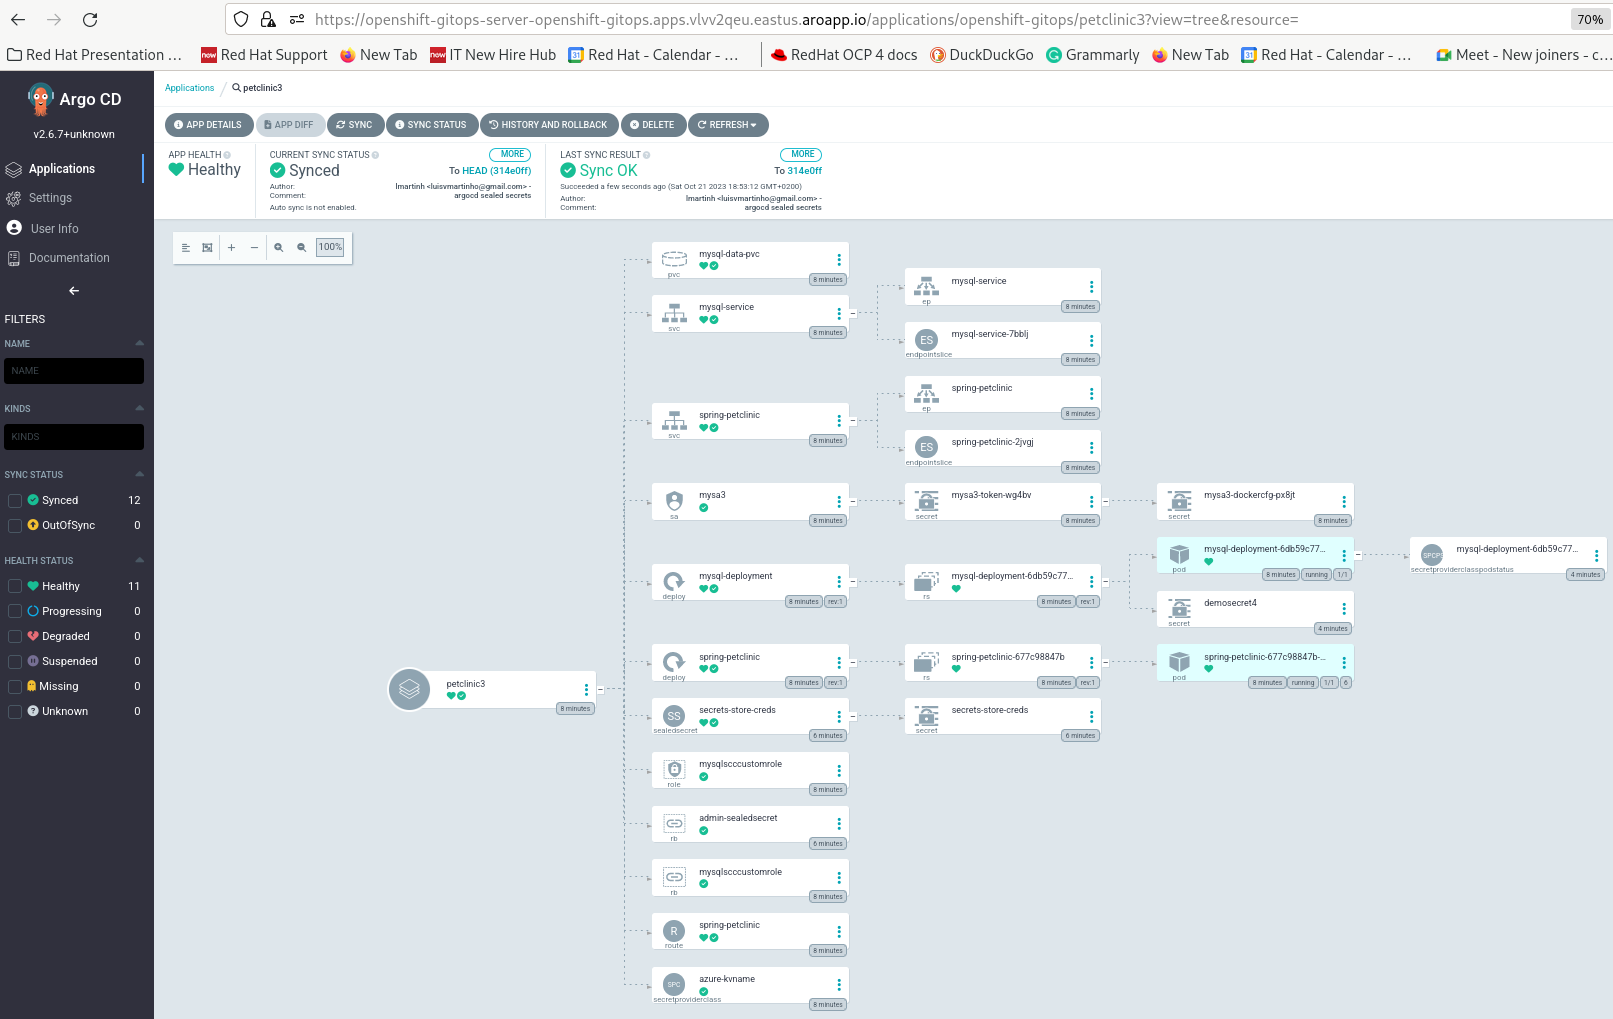 https://openshift-gitops-server-openshift-gitops.apps.vlvv2qeu.eastus.aroapp.io/applications/openshift-gitops/petclinic3?view=tree&resource=
70%
Red Hat Presentation ...
Red Hat Support
New Tab
IT New Hire Hub
Red Hat - Calendar - ...
RedHat OCP 4 docs
DuckDuckGo
Grammarly
New Tab
Red Hat - Calendar - ...
Meet - New joiners - c...
Argo CD
v2.6.7+unknown
Applications
Settings
User Info
Documentation
FILTERS
NAME
NAME
KINDS
KINDS
SYNC STATUS
Synced 12
OutOfSync 0
HEALTH STATUS
Healthy 11
Progressing 0
Degraded 0
Suspended 0
Missing 0
Unknown 0
Applications / petclinic3
APP DETAILS
APP DIFF
SYNC
SYNC STATUS
HISTORY AND ROLLBACK
DELETE
REFRESH
APP HEALTH
Healthy
CURRENT SYNC STATUS
MORE
Synced
To HEAD (314e0ff)
Author: lmartinh <luisvmartinho@gmail.com> -
Comment: argocd sealed secrets
Auto sync is not enabled.
LAST SYNC RESULT
MORE
Sync OK
To 314e0ff
Succeeded a few seconds ago (Sat Oct 21 2023 18:53:12 GMT+0200)
Author: lmartinh <luisvmartinho@gmail.com> -
Comment: argocd sealed secrets
100%
petclinic3
8 minutes
mysql-data-pvc
pvc
8 minutes
mysql-service
svc
8 minutes
mysql-service
ep
8 minutes
ES
mysql-service-7bblj
endpointslice
8 minutes
spring-petclinic
svc
8 minutes
spring-petclinic
ep
8 minutes
ES
spring-petclinic-2jvgj
endpointslice
8 minutes
mysa3
sa
8 minutes
mysa3-token-wg4bv
secret
8 minutes
mysa3-dockercfg-px8jt
secret
8 minutes
mysql-deployment
deploy
8 minutes rev:1
mysql-deployment-6db59c77...
rs
8 minutes rev:1
mysql-deployment-6db59c77...
pod
8 minutes running 1/1
SPCPS
mysql-deployment-6db59c77...
secretproviderclasspodstatus
4 minutes
demosecret4
secret
4 minutes
spring-petclinic
deploy
8 minutes rev:1
spring-petclinic-677c98847b
rs
8 minutes rev:1
spring-petclinic-677c98847b-...
pod
8 minutes running 1/1 6
SS
secrets-store-creds
sealedsecret
6 minutes
secrets-store-creds
secret
6 minutes
mysqlscccustomrole
role
8 minutes
admin-sealedsecret
rb
6 minutes
mysqlscccustomrole
rb
8 minutes
R
spring-petclinic
route
8 minutes
SPC
azure-kvname
secretproviderclass
8 minutes